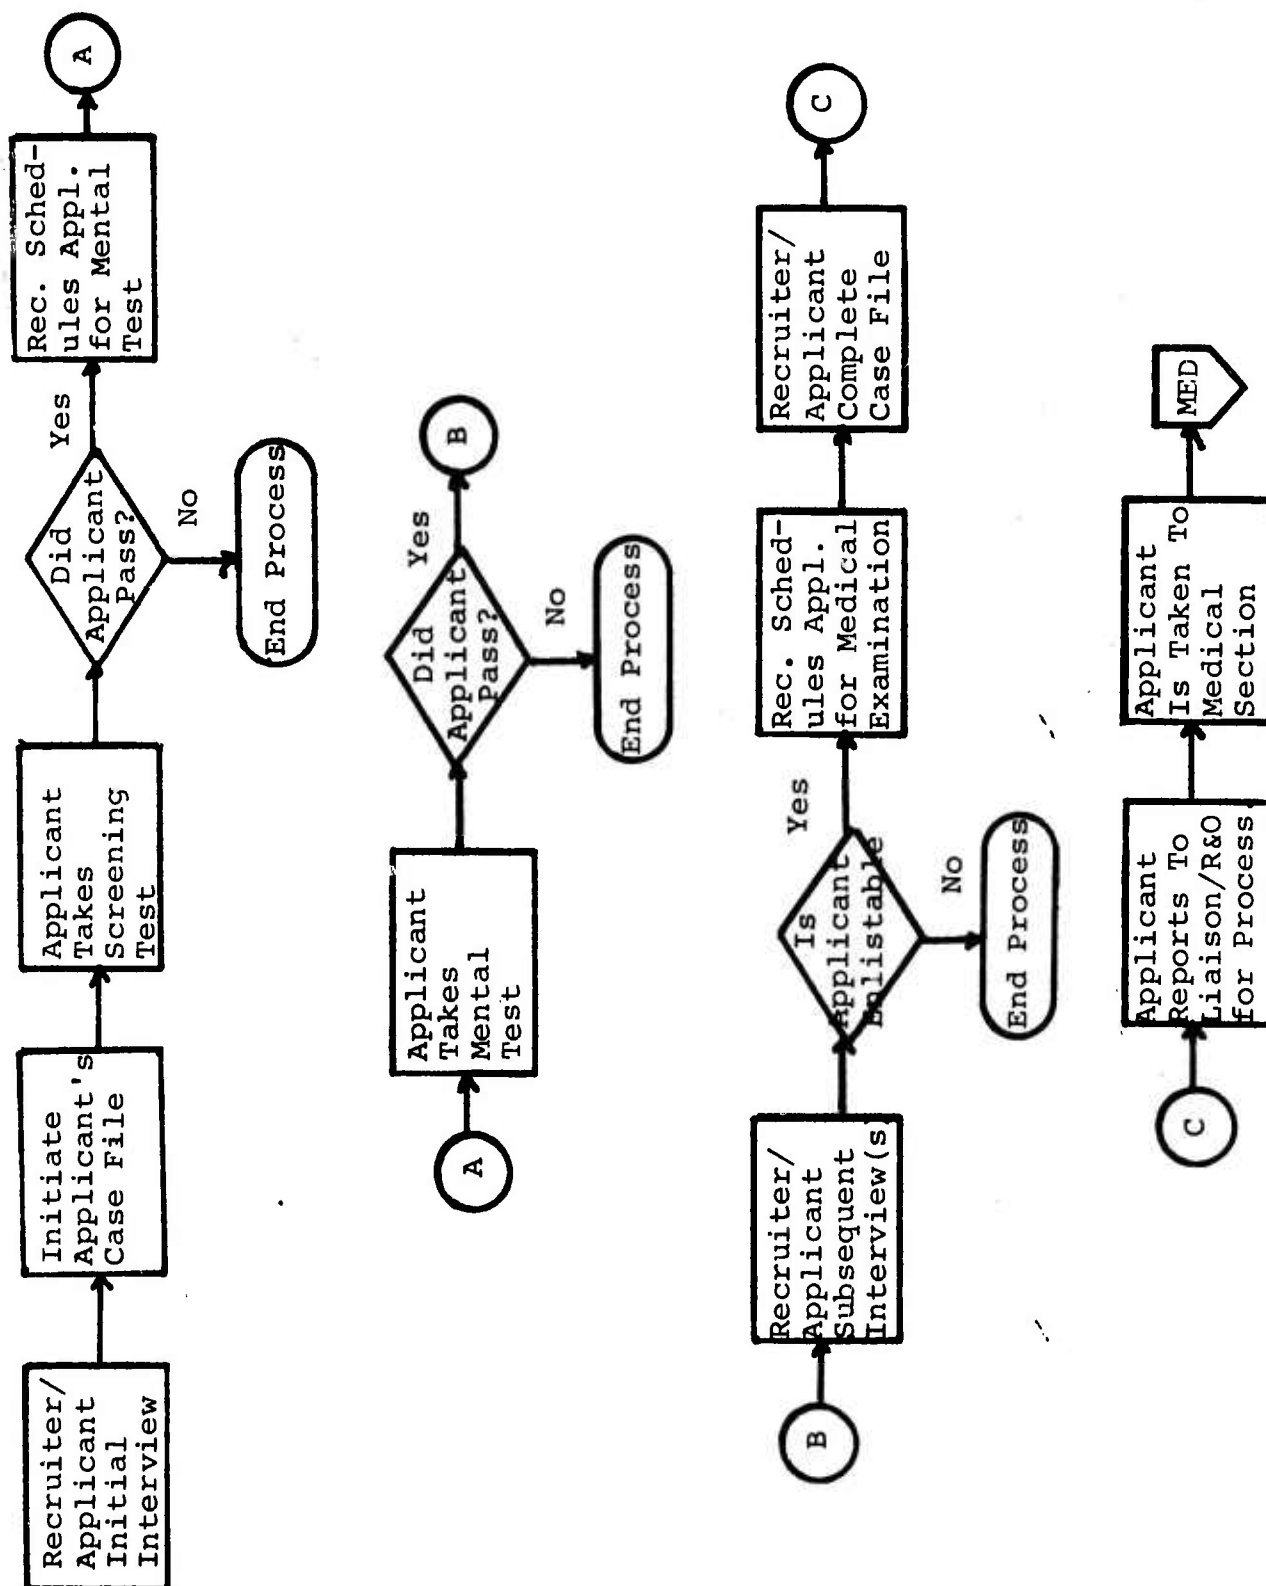 Recruiter/
Applicant
Initial
Interview
Initiate
Applicant's
Case File
Applicant
Takes
Screening
Test
Did
Applicant
Pass?
Yes
No
End Process
Rec. Sched-
ules Appl.
for Mental
Test
A
A
Applicant
Takes
Mental
Test
Did
Applicant
Pass?
Yes
No
End Process
B
B
Recruiter/
Applicant
Subsequent
Interview(s
Is
Applicant
Enlistable
Yes
No
End Process
Rec. Sched-
ules Appl.
for Medical
Examination
Recruiter/
Applicant
Complete
Case File
C
C
Applicant
Reports To
Liaison/R&O
for Process
Applicant
Is Taken To
Medical
Section
MED